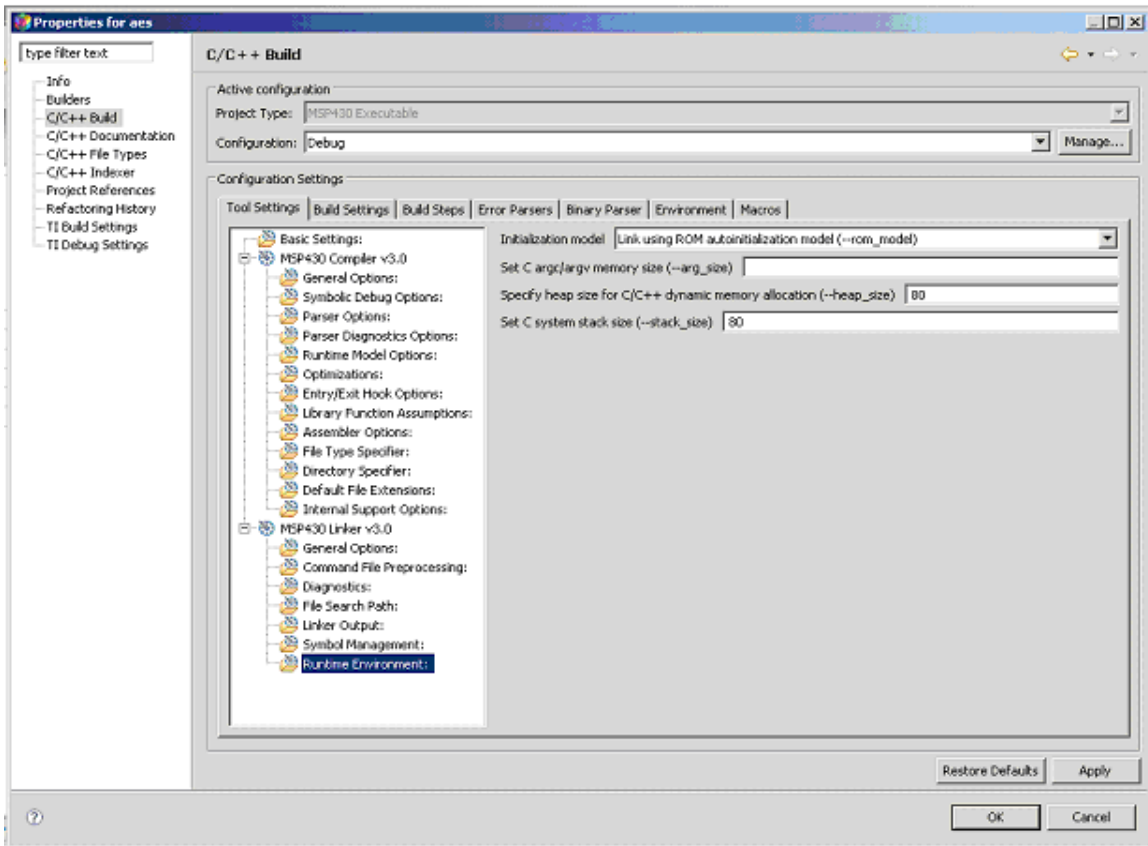 Properties for aes
type filter text
Info
Builders
C/C++ Build
C/C++ Documentation
C/C++ File Types
C/C++ Indexer
Project References
Refactoring History
TI Build Settings
TI Debug Settings
C/C++ Build
Active configuration
Project Type: MSP430 Executable
Configuration: Debug Manage...
Configuration Settings
Tool Settings Build Settings Build Steps Error Parsers Binary Parser Environment Macros
Basic Settings:
MSP430 Compiler v3.0
General Options:
Symbolic Debug Options:
Parser Options:
Parser Diagnostics Options:
Runtime Model Options:
Optimizations:
Entry/Exit Hook Options:
Library Function Assumptions:
Assembler Options:
File Type Specifier:
Directory Specifier:
Default File Extensions:
Internal Support Options:
MSP430 Linker v3.0
General Options:
Command File Preprocessing:
Diagnostics:
File Search Path:
Linker Output:
Symbol Management:
Runtime Environment:
Initialization model Link using ROM autoinitialization model (--rom_model)
Set C argc/argv memory size (--arg_size)
Specify heap size for C/C++ dynamic memory allocation (--heap_size) 80
Set C system stack size (--stack_size) 80
Restore Defaults Apply
? OK Cancel